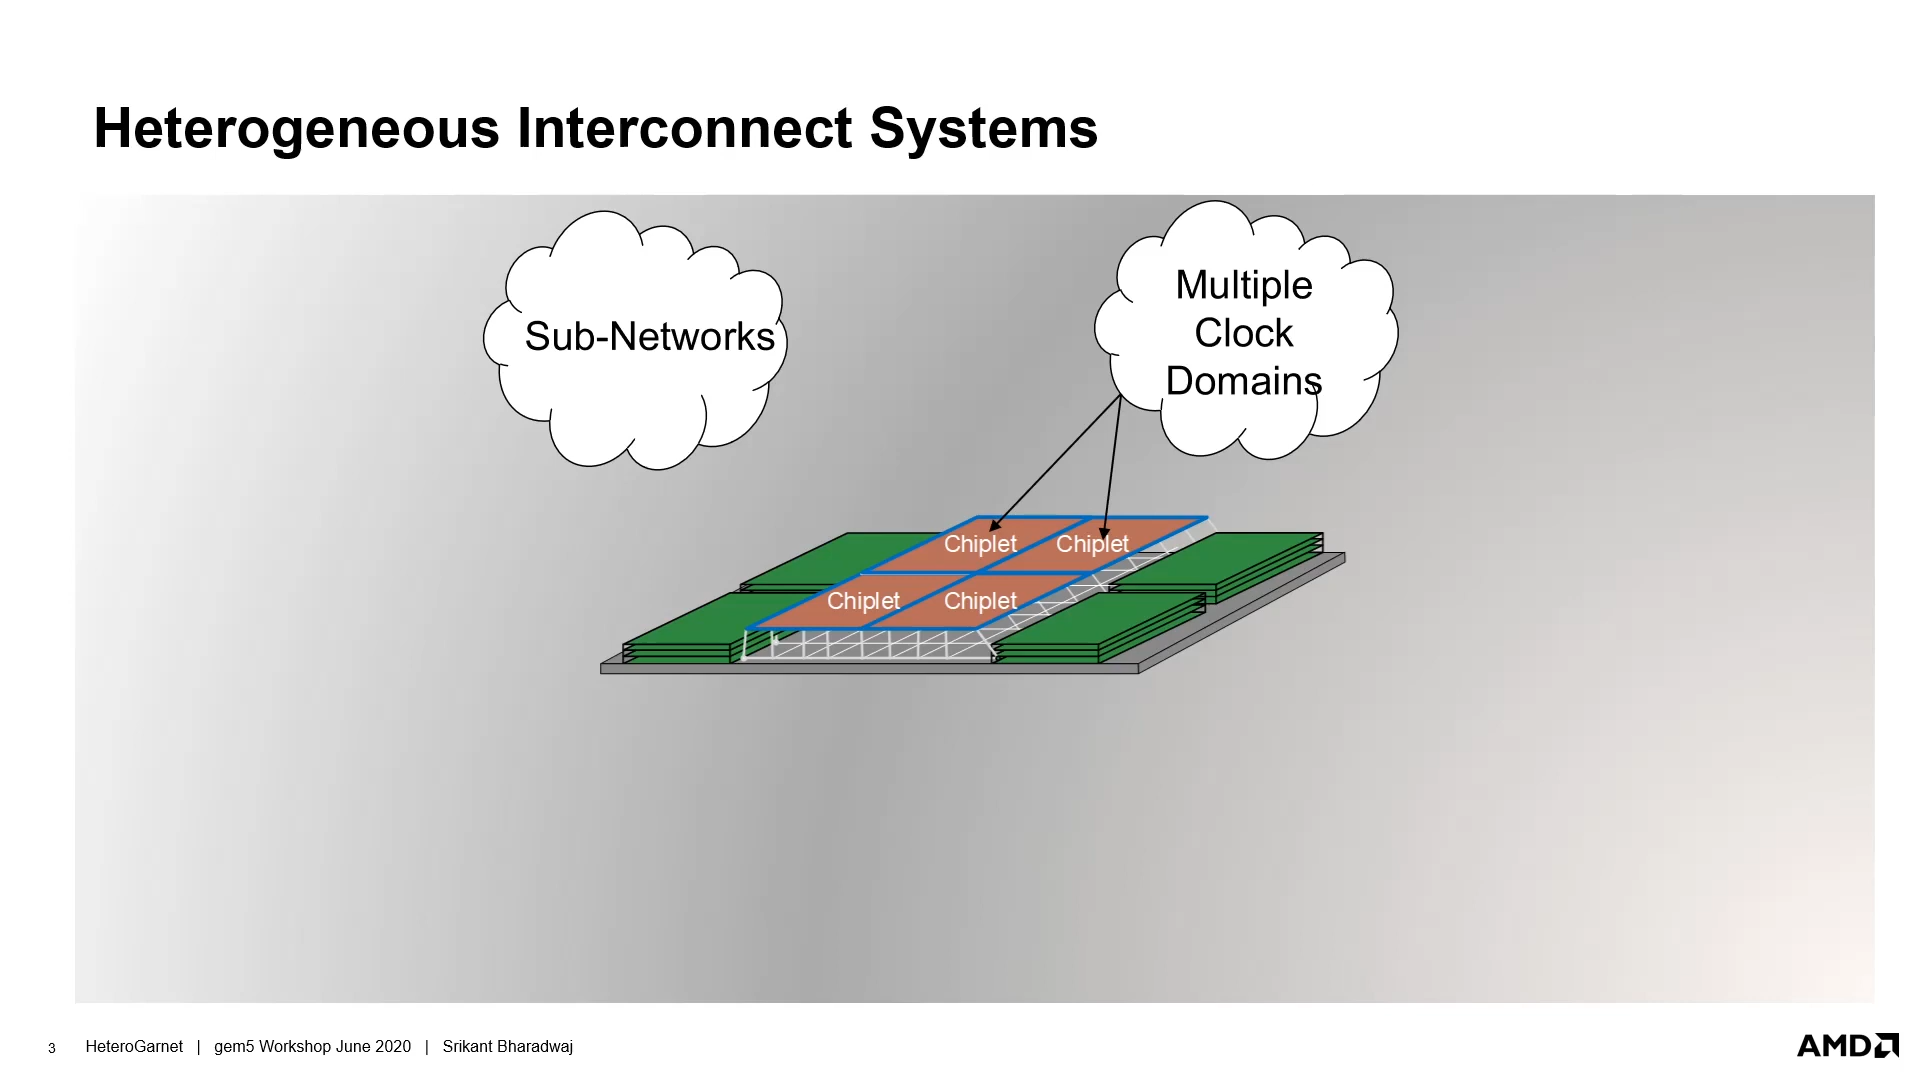 Heterogeneous Interconnect Systems
Sub-Networks
Multiple
Clock
Domains
Chiplet
Chiplet
Chiplet
Chiplet
3 HeteroGarnet | gem5 Workshop June 2020 | Srikant Bharadwaj
AMD